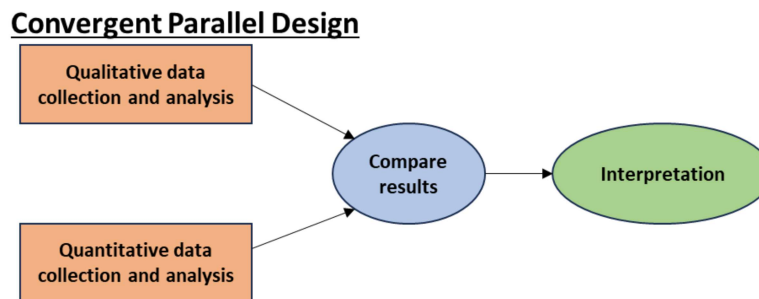 Convergent Parallel Design
Qualitative data
collection and analysis
Compare
results
Interpretation
Quantitative data
collection and analysis